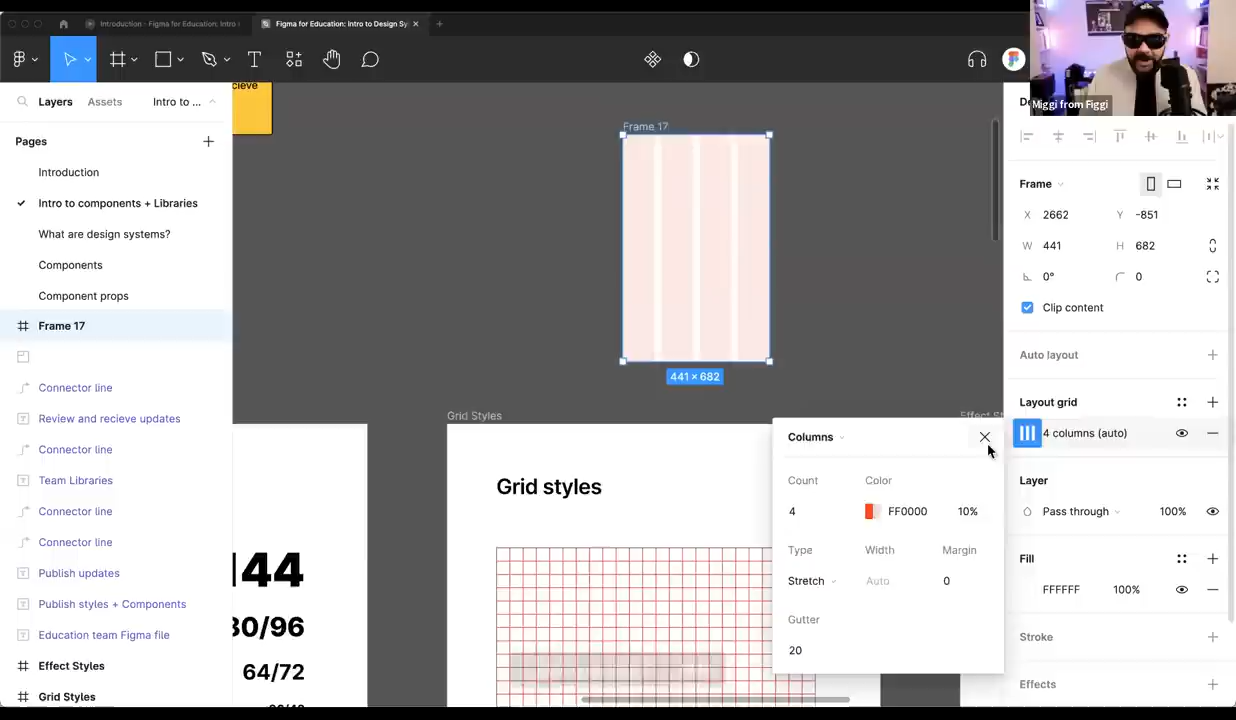 Introduction - Figma for Education: Intro t
Figma for Education: Intro to Design Sy
Miggi from Figgi
Layers
Assets
Intro to ...
Pages
Introduction
Intro to components + Libraries
What are design systems?
Components
Component props
Frame 17
Connector line
Review and recieve updates
Connector line
Team Libraries
Connector line
Connector line
Publish updates
Publish styles + Components
Education team Figma file
Effect Styles
Grid Styles
cieve
Frame 17
441 × 682
Grid Styles
Effect St
Grid styles
144
80/96
64/72
Columns
Count
Color
4
FF0000
10%
Type
Width
Margin
Stretch
Auto
0
Gutter
20
Frame
X 2662
Y -851
W 441
H 682
0°
0
Clip content
Auto layout
Layout grid
4 columns (auto)
Layer
Pass through
100%
Fill
FFFFFF
100%
Stroke
Effects